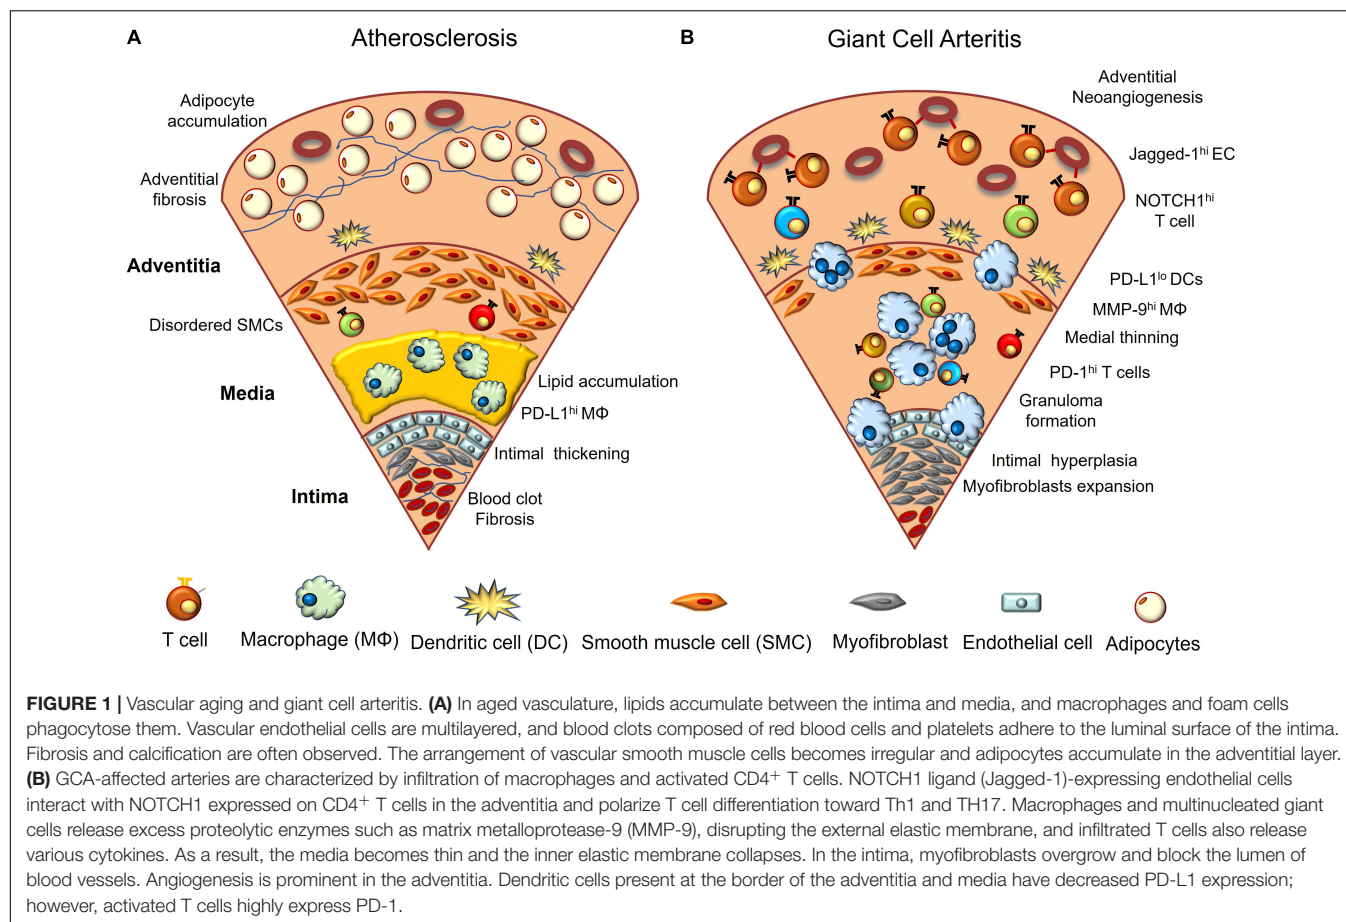 A
Atherosclerosis
Adipocyte
accumulation
Adventitial
fibrosis
Adventitia
Disordered SMCs
Media
Lipid accumulation
PD-L1hi MΦ
Intimal thickening
Intima
Blood clot
Fibrosis
B
Giant Cell Arteritis
Adventitial
Neoangiogenesis
Jagged-1hi EC
NOTCH1hi
T cell
PD-L1lo DCs
MMP-9hi MΦ
Medial thinning
PD-1hi T cells
Granuloma
formation
Intimal hyperplasia
Myofibroblasts expansion
T cell
Macrophage (MΦ)
Dendritic cell (DC)
Smooth muscle cell (SMC)
Myofibroblast
Endothelial cell
Adipocytes
FIGURE 1 | Vascular aging and giant cell arteritis. (A) In aged vasculature, lipids accumulate between the intima and media, and macrophages and foam cells
phagocytose them. Vascular endothelial cells are multilayered, and blood clots composed of red blood cells and platelets adhere to the luminal surface of the intima.
Fibrosis and calcification are often observed. The arrangement of vascular smooth muscle cells becomes irregular and adipocytes accumulate in the adventitial layer.
(B) GCA-affected arteries are characterized by infiltration of macrophages and activated CD4+ T cells. NOTCH1 ligand (Jagged-1)-expressing endothelial cells
interact with NOTCH1 expressed on CD4+ T cells in the adventitia and polarize T cell differentiation toward Th1 and TH17. Macrophages and multinucleated giant
cells release excess proteolytic enzymes such as matrix metalloprotease-9 (MMP-9), disrupting the external elastic membrane, and infiltrated T cells also release
various cytokines. As a result, the media becomes thin and the inner elastic membrane collapses. In the intima, myofibroblasts overgrow and block the lumen of
blood vessels. Angiogenesis is prominent in the adventitia. Dendritic cells present at the border of the adventitia and media have decreased PD-L1 expression;
however, activated T cells highly express PD-1.